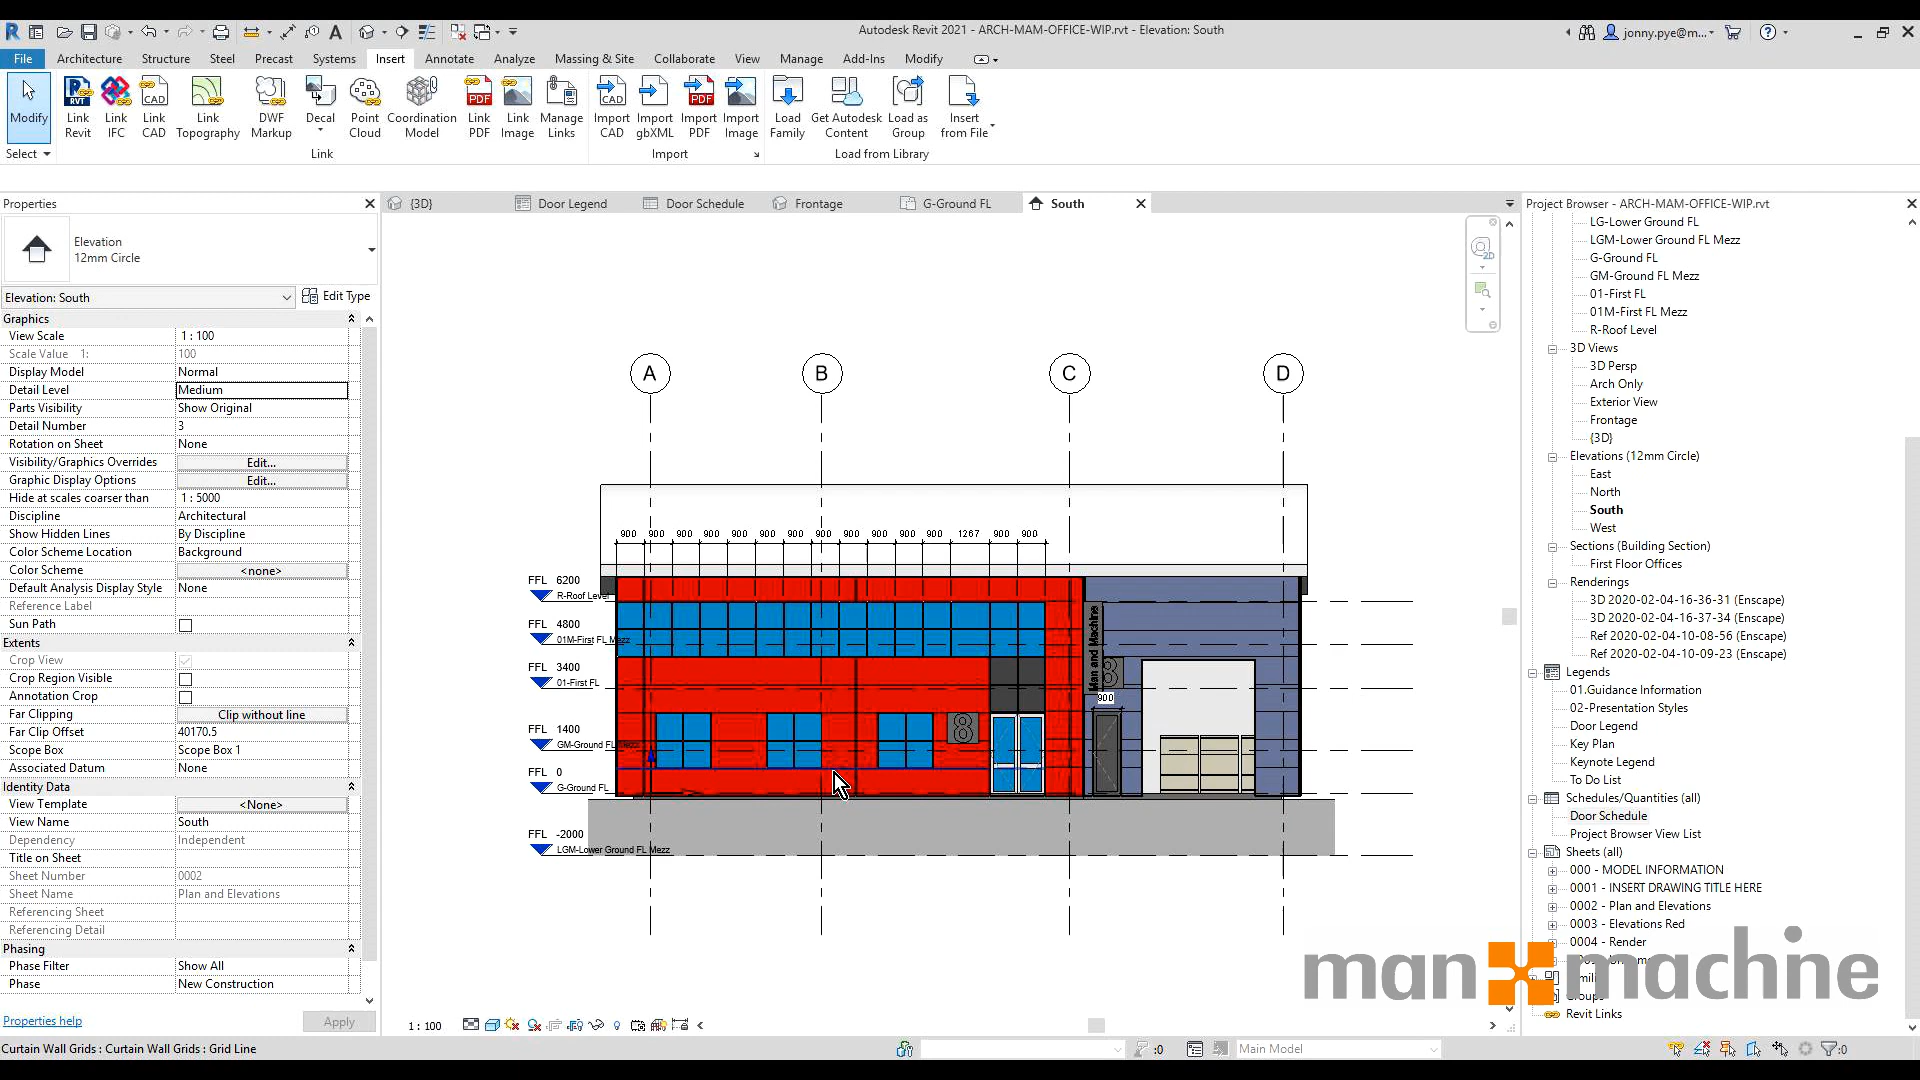 Autodesk Revit 2021 - ARCH-MAM-OFFICE-WIP.rvt - Elevation: South
jonny.pye@m...
File Architecture Structure Steel Precast Systems Insert Annotate Analyze Massing & Site Collaborate View Manage Add-Ins Modify
Modify
Link Revit
Link IFC
Link CAD
Link Topography
DWF Markup
Decal
Point Cloud
Coordination Model
Link PDF
Link Image
Manage Links
Import CAD
Import gbXML
Import PDF
Import Image
Load Family
Get Autodesk Content
Load as Group
Insert from File
Select
Link
Import
Load from Library
Properties
Elevation
12mm Circle
Elevation: South
Edit Type
Graphics
View Scale 1 : 100
Scale Value 1: 100
Display Model Normal
Detail Level Medium
Parts Visibility Show Original
Detail Number 3
Rotation on Sheet None
Visibility/Graphics Overrides Edit...
Graphic Display Options Edit...
Hide at scales coarser than 1 : 5000
Discipline Architectural
Show Hidden Lines By Discipline
Color Scheme Location Background
Color Scheme <none>
Default Analysis Display Style None
Reference Label
Sun Path
Extents
Crop View
Crop Region Visible
Annotation Crop
Far Clipping Clip without line
Far Clip Offset 40170.5
Scope Box Scope Box 1
Associated Datum None
Identity Data
View Template <None>
View Name South
Dependency Independent
Title on Sheet
Sheet Number 0002
Sheet Name Plan and Elevations
Referencing Sheet
Referencing Detail
Phasing
Phase Filter Show All
Phase New Construction
Properties help
Apply
{3D} Door Legend Door Schedule Frontage G-Ground FL South
2D
A B C D
900 900 900 900 900 900 900 900 900 900 900 900 1267 900 900
FFL 6200
R-Roof Level
FFL 4800
01M-First FL Mezz
FFL 3400
01-First FL
FFL 1400
GM-Ground FL Mezz
FFL 0
G-Ground FL
FFL -2000
LGM-Lower Ground FL Mezz
Man and Machine
8
900
8
1 : 100
Project Browser - ARCH-MAM-OFFICE-WIP.rvt
LG-Lower Ground FL
LGM-Lower Ground FL Mezz
G-Ground FL
GM-Ground FL Mezz
01-First FL
01M-First FL Mezz
R-Roof Level
3D Views
3D Persp
Arch Only
Exterior View
Frontage
{3D}
Elevations (12mm Circle)
East
North
South
West
Sections (Building Section)
First Floor Offices
Renderings
3D 2020-02-04-16-36-31 (Enscape)
3D 2020-02-04-16-37-34 (Enscape)
Ref 2020-02-04-10-08-56 (Enscape)
Ref 2020-02-04-10-09-23 (Enscape)
Legends
01.Guidance Information
02-Presentation Styles
Door Legend
Key Plan
Keynote Legend
To Do List
Schedules/Quantities (all)
Door Schedule
Project Browser View List
Sheets (all)
000 - MODEL INFORMATION
0001 - INSERT DRAWING TITLE HERE
0002 - Plan and Elevations
0003 - Elevations Red
0004 - Render
Revit Links
man machine
Curtain Wall Grids : Curtain Wall Grids : Grid Line
:0
Main Model
:0